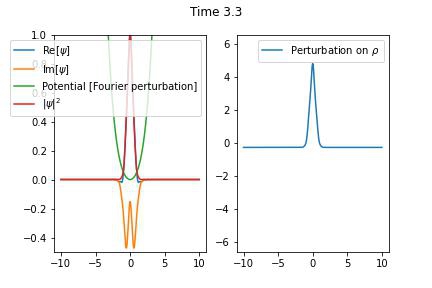 Time 3.3
Re[ψ]
Im[ψ]
Potential [Fourier perturbation]
|ψ|²
1.0
0.8
0.6
0.4
0.2
0.0
−0.2
−0.4
−10 −5 0 5 10
Perturbation on ρ
6
4
2
0
−2
−4
−6
−10 −5 0 5 10